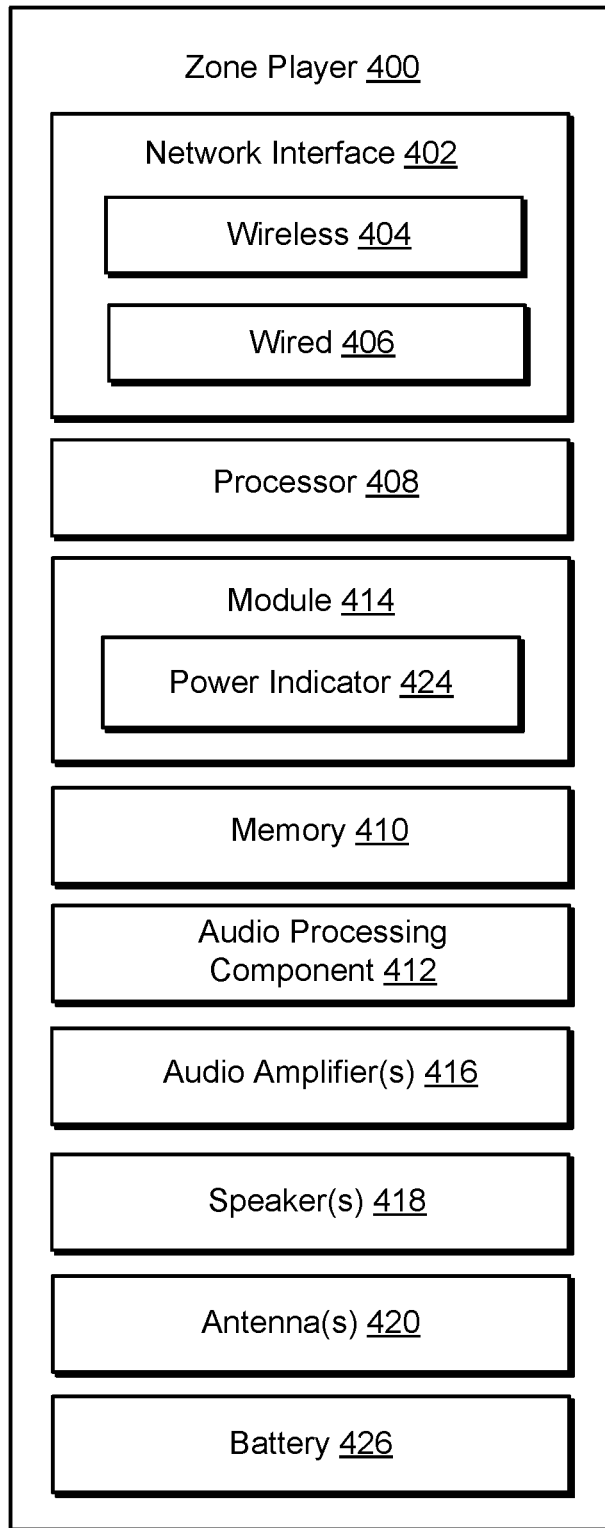 Zone Player 400
Network Interface 402
Wireless 404
Wired 406
Processor 408
Module 414
Power Indicator 424
Memory 410
Audio Processing
Component 412
Audio Amplifier(s) 416
Speaker(s) 418
Antenna(s) 420
Battery 426